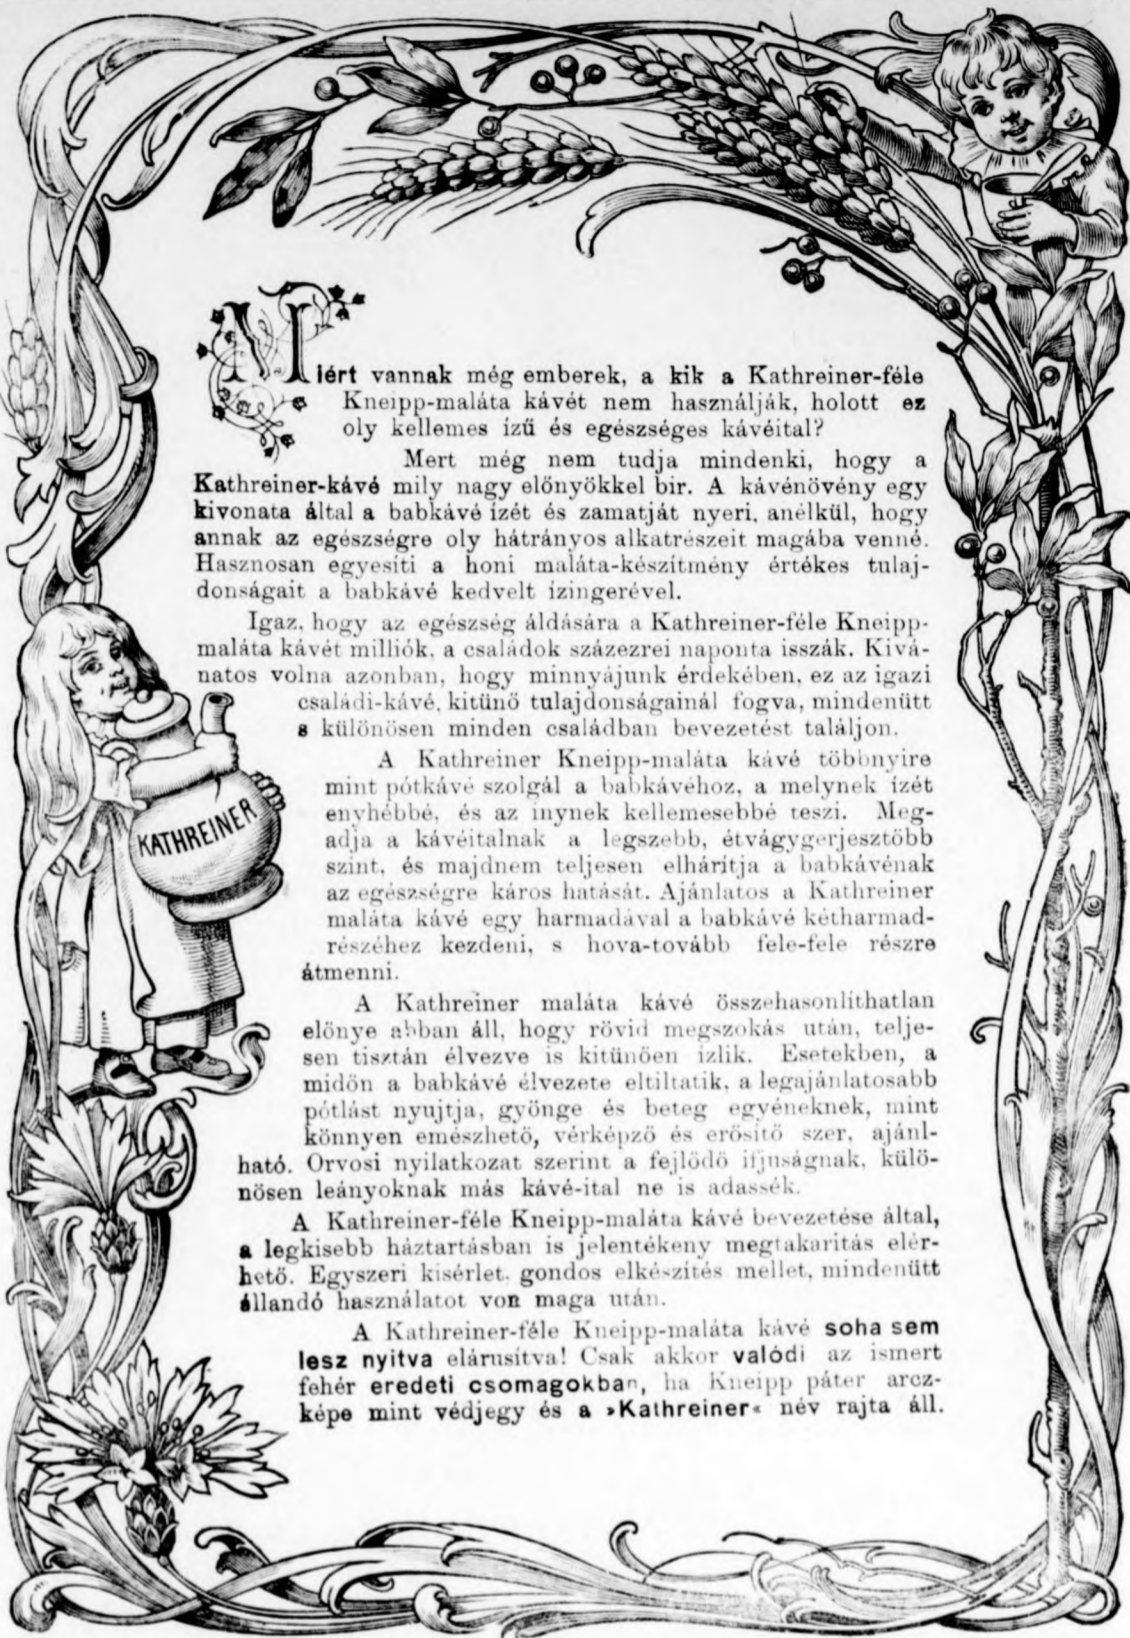 Miért vannak még emberek, a kik a Kathreiner-féle
Kneipp-maláta kávét nem használják, holott ez
oly kellemes izü és egészséges kávéital?
Mert még nem tudja mindenki, hogy a
Kathreiner-kávé mily nagy előnyökkel bir. A kávénövény egy
kivonata által a babkávé izét és zamatját nyeri, anélkül, hogy
annak az egészségre oly hátrányos alkatrészeit magába venné.
Hasznosan egyesiti a honi maláta-készitmény értékes tulaj-
donságait a babkávé kedvelt izingerével.
Igaz, hogy az egészség áldására a Kathreiner-féle Kneipp-
maláta kávét milliók, a családok százezrei naponta isszák. Kivá-
natos volna azonban, hogy minnyájunk érdekében, ez az igazi
családi-kávé, kitünő tulajdonságainál fogva, mindenütt
s különösen minden családban bevezetést találjon.
KATHREINER
A Kathreiner Kneipp-maláta kávé többnyire
mint pótkávé szolgál a babkávéhoz, a melynek izét
enyhébbé, és az inynek kellemesebbé teszi. Meg-
adja a kávéitalnak a legszebb, étvágygerjesztöbb
szint, és majdnem teljesen elháritja a babkávénak
az egészségre káros hatását. Ajánlatos a Kathreiner
maláta kávé egy harmadával a babkávé kétharmad-
részéhez kezdeni, s hova-tovább fele-fele részre
átmenni.
A Kathreiner maláta kávé összehasonlíthatlan
előnye abban áll, hogy rövid megszokás után, telje-
sen tisztán élvezve is kitünően izlik. Esetekben, a
midőn a babkávé élvezete eltiltatik, a legajánlatosabb
pótlást nyujtja, gyönge és beteg egyéneknek, mint
könnyen emészhető, vérképző és erősítő szer, ajánl-
ható. Orvosi nyilatkozat szerint a fejlődő ifjuságnak, külö-
nösen leányoknak más kávé-ital ne is adassék.
A Kathreiner-féle Kneipp-maláta kávé bevezetése által,
a legkisebb háztartásban is jelentékeny megtakaritás elér-
hető. Egyszeri kisérlet, gondos elkészités mellet, mindenütt
állandó használatot von maga után.
A Kathreiner-féle Kneipp-maláta kávé soha sem
lesz nyitva elárusitva! Csak akkor valódi az ismert
fehér eredeti csomagokban, ha Kneipp páter arcz-
képe mint védjegy és a »Kathreiner« név rajta áll.